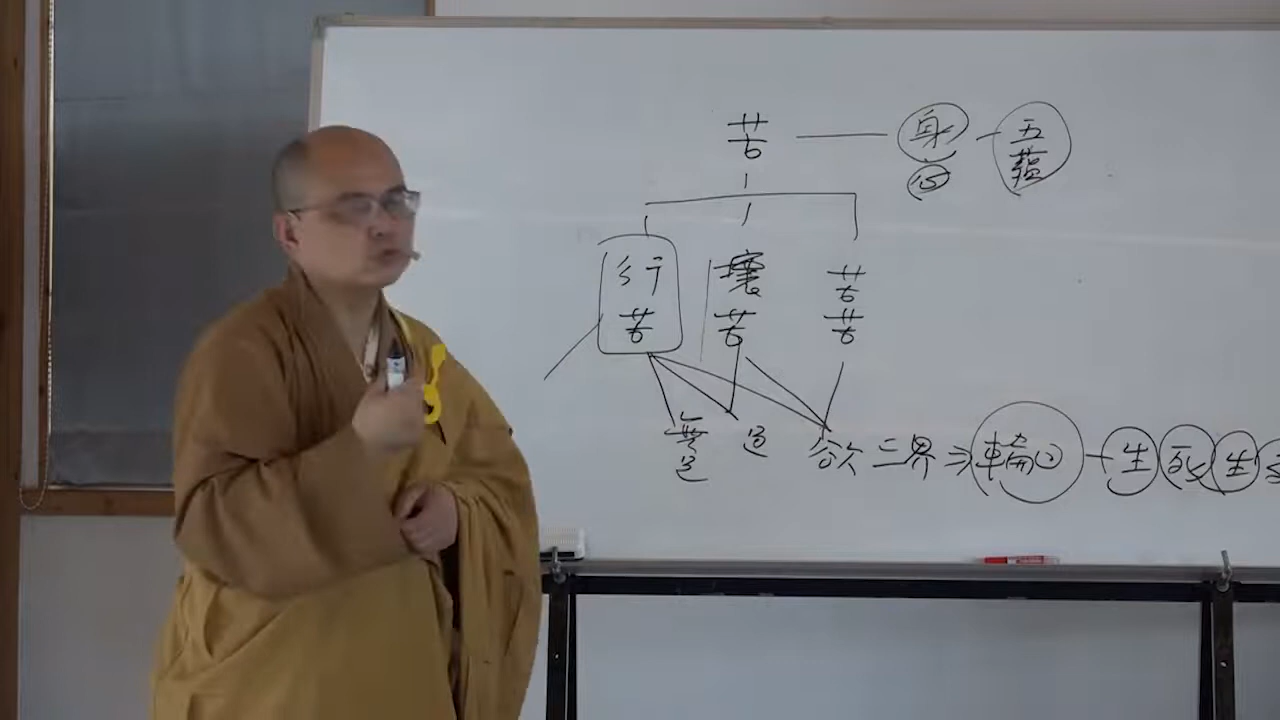 苦 身 五蘊
心
行苦 壞苦 苦苦
無色 色 欲 三界 輪回 生 死 生